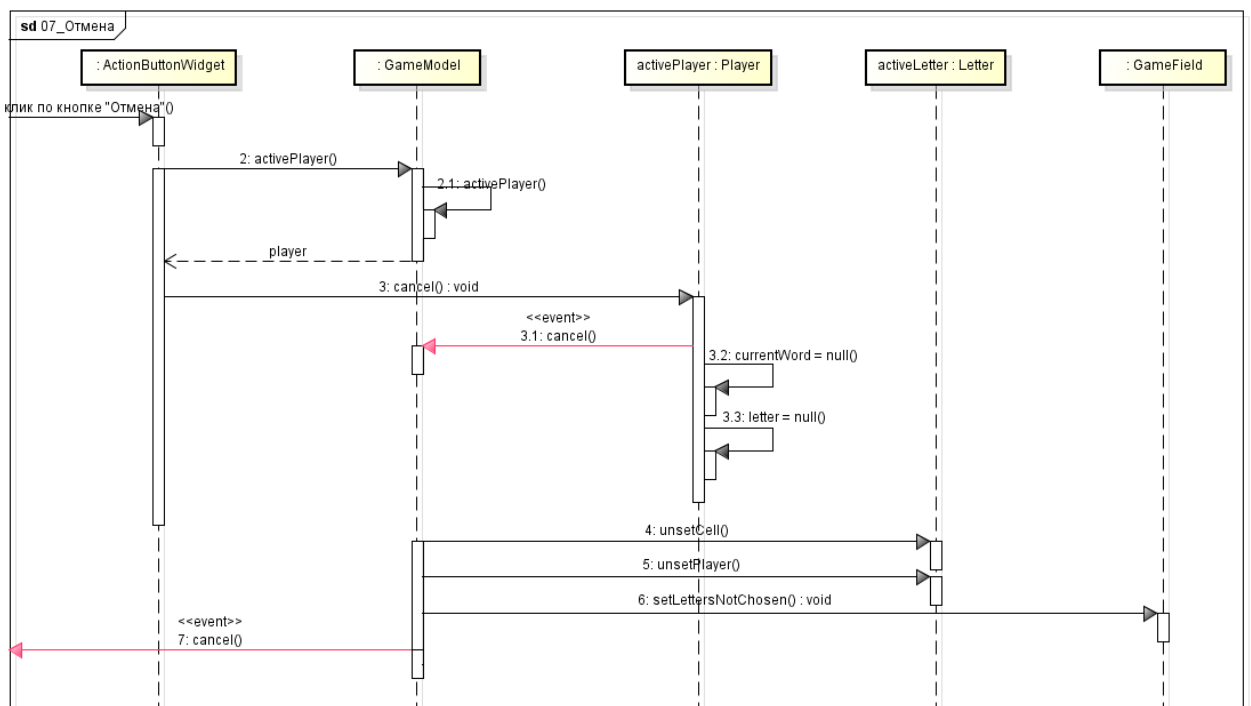 sd 07_Отмена
: ActionButtonWidget
: GameModel
activePlayer : Player
activeLetter : Letter
: GameField
клик по кнопке "Отмена"()
2: activePlayer()
2.1: activePlayer()
player
3: cancel() : void
<<event>>
3.1: cancel()
3.2: currentWord = null()
3.3: letter = null()
4: unsetCell()
5: unsetPlayer()
6: setLettersNotChosen() : void
<<event>>
7: cancel()